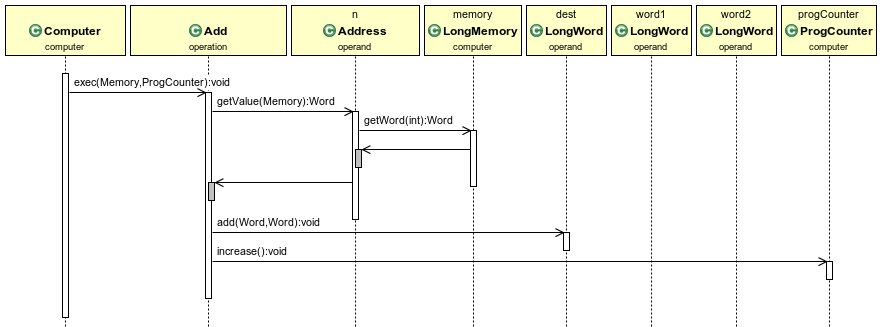 n memory dest word1 word2 progCounter
C Computer C Add C Address C LongMemory C LongWord C LongWord C LongWord C ProgCounter
computer operation operand computer operand operand operand computer
exec(Memory,ProgCounter):void
getValue(Memory):Word
getWord(int):Word
add(Word,Word):void
increase():void